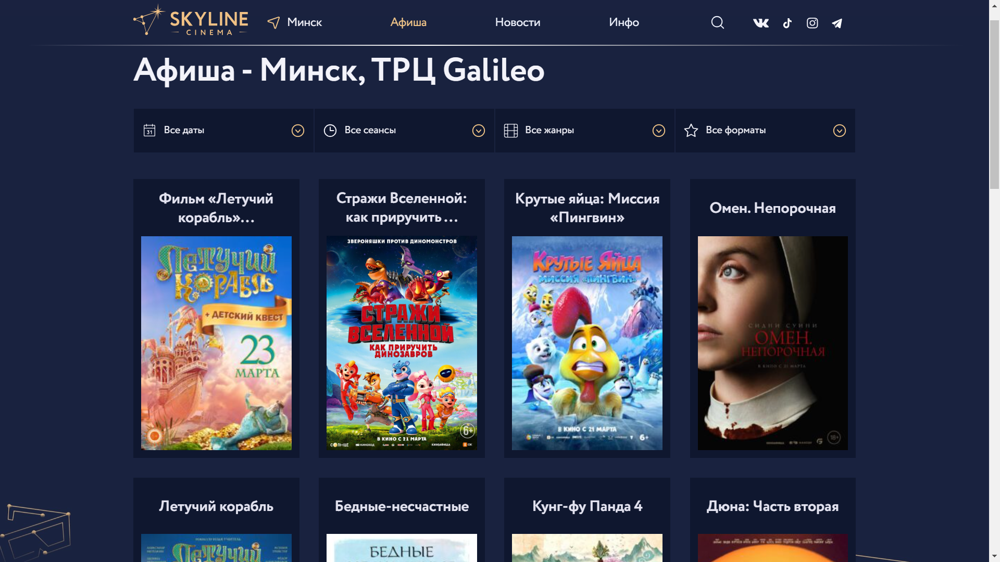 SKYLINE
CINEMA
Минск
Афиша
Новости
Инфо
Афиша - Минск, ТРЦ Galileo
31
Все даты
Все сеансы
Все жанры
Все форматы
Фильм «Летучий
корабль»...
Стражи Вселенной:
как приручить ...
Крутые яйца: Миссия
«Пингвин»
Омен. Непорочная
Летучий
корабль
+ ДЕТСКИЙ КВЕСТ
23
МАРТА
ЗВЕРОНЯШКИ ПРОТИВ ДИНОМОНСТРОВ
СТРАЖИ
ВСЕЛЕННОЙ
КАК ПРИРУЧИТЬ
ДИНОЗАВРОВ
6+
В КИНО С 21 МАРТА
СОЛНЦЕ
КИНОХОД
КИНОАФИША
ОК
Крутые Яйца
МИССИЯ «ПИНГВИН»
В КИНО С 21 МАРТА
6+
СИДНИ СУИНИ
ОМЕН.
НЕПОРОЧНАЯ
В КИНО С 21 МАРТА
18+
Летучий корабль
Бедные-несчастные
Кунг-фу Панда 4
Дюна: Часть вторая
Летучий
БЕДНЫЕ